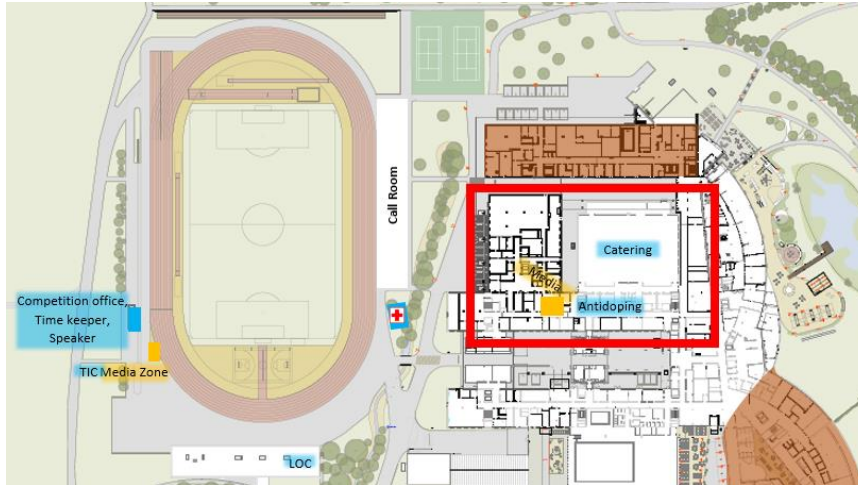 Call Room
Catering
Media
Antidoping
Competition office,
Time keeper,
Speaker
TIC Media Zone
LOC